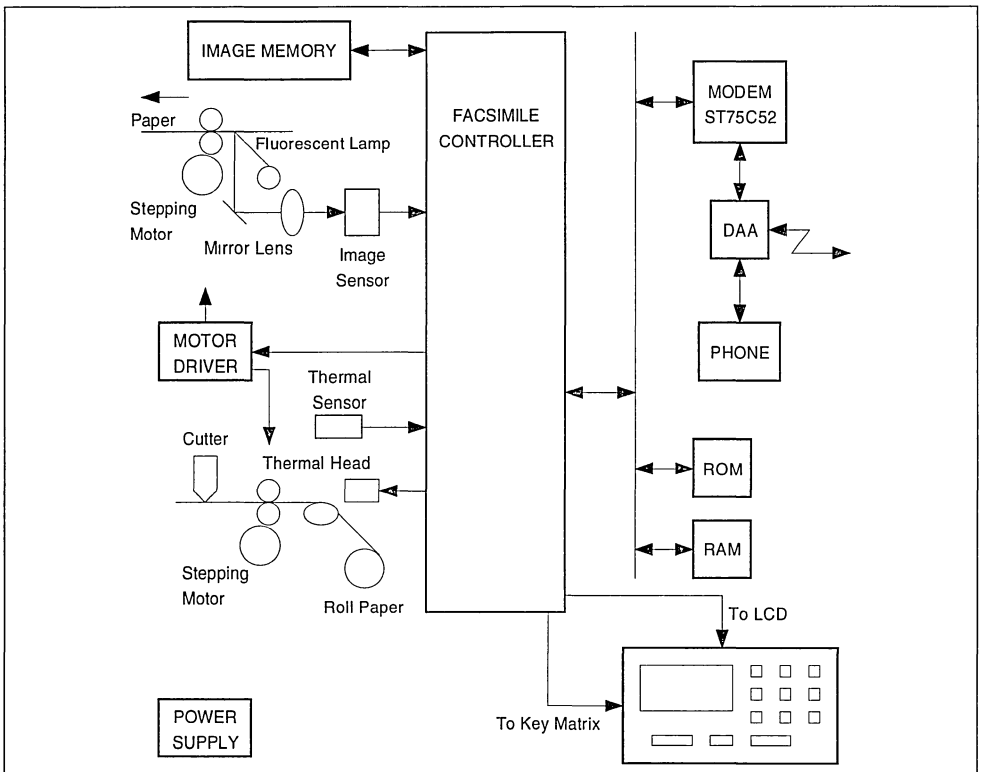 IMAGE MEMORY
FACSIMILE
CONTROLLER
MODEM
ST75C52
Paper
Fluorescent Lamp
Stepping
Motor
Mirror Lens
Image
Sensor
DAA
MOTOR
DRIVER
PHONE
Thermal
Sensor
Cutter
Thermal Head
ROM
RAM
Stepping
Motor
Roll Paper
To LCD
To Key Matrix
POWER
SUPPLY